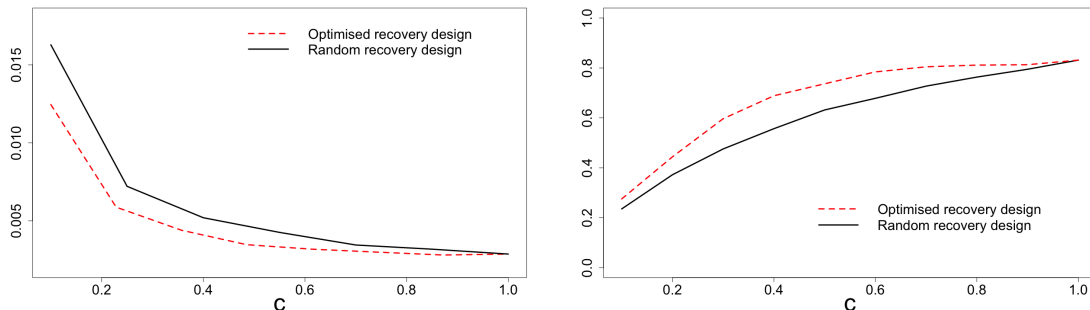 Optimised recovery design
Random recovery design
0.015
0.010
0.005
0.2 0.4 0.6 0.8 1.0
C
1.0
0.8
0.6
0.4
0.2
0.0
Optimised recovery design
Random recovery design
0.2 0.4 0.6 0.8 1.0
C